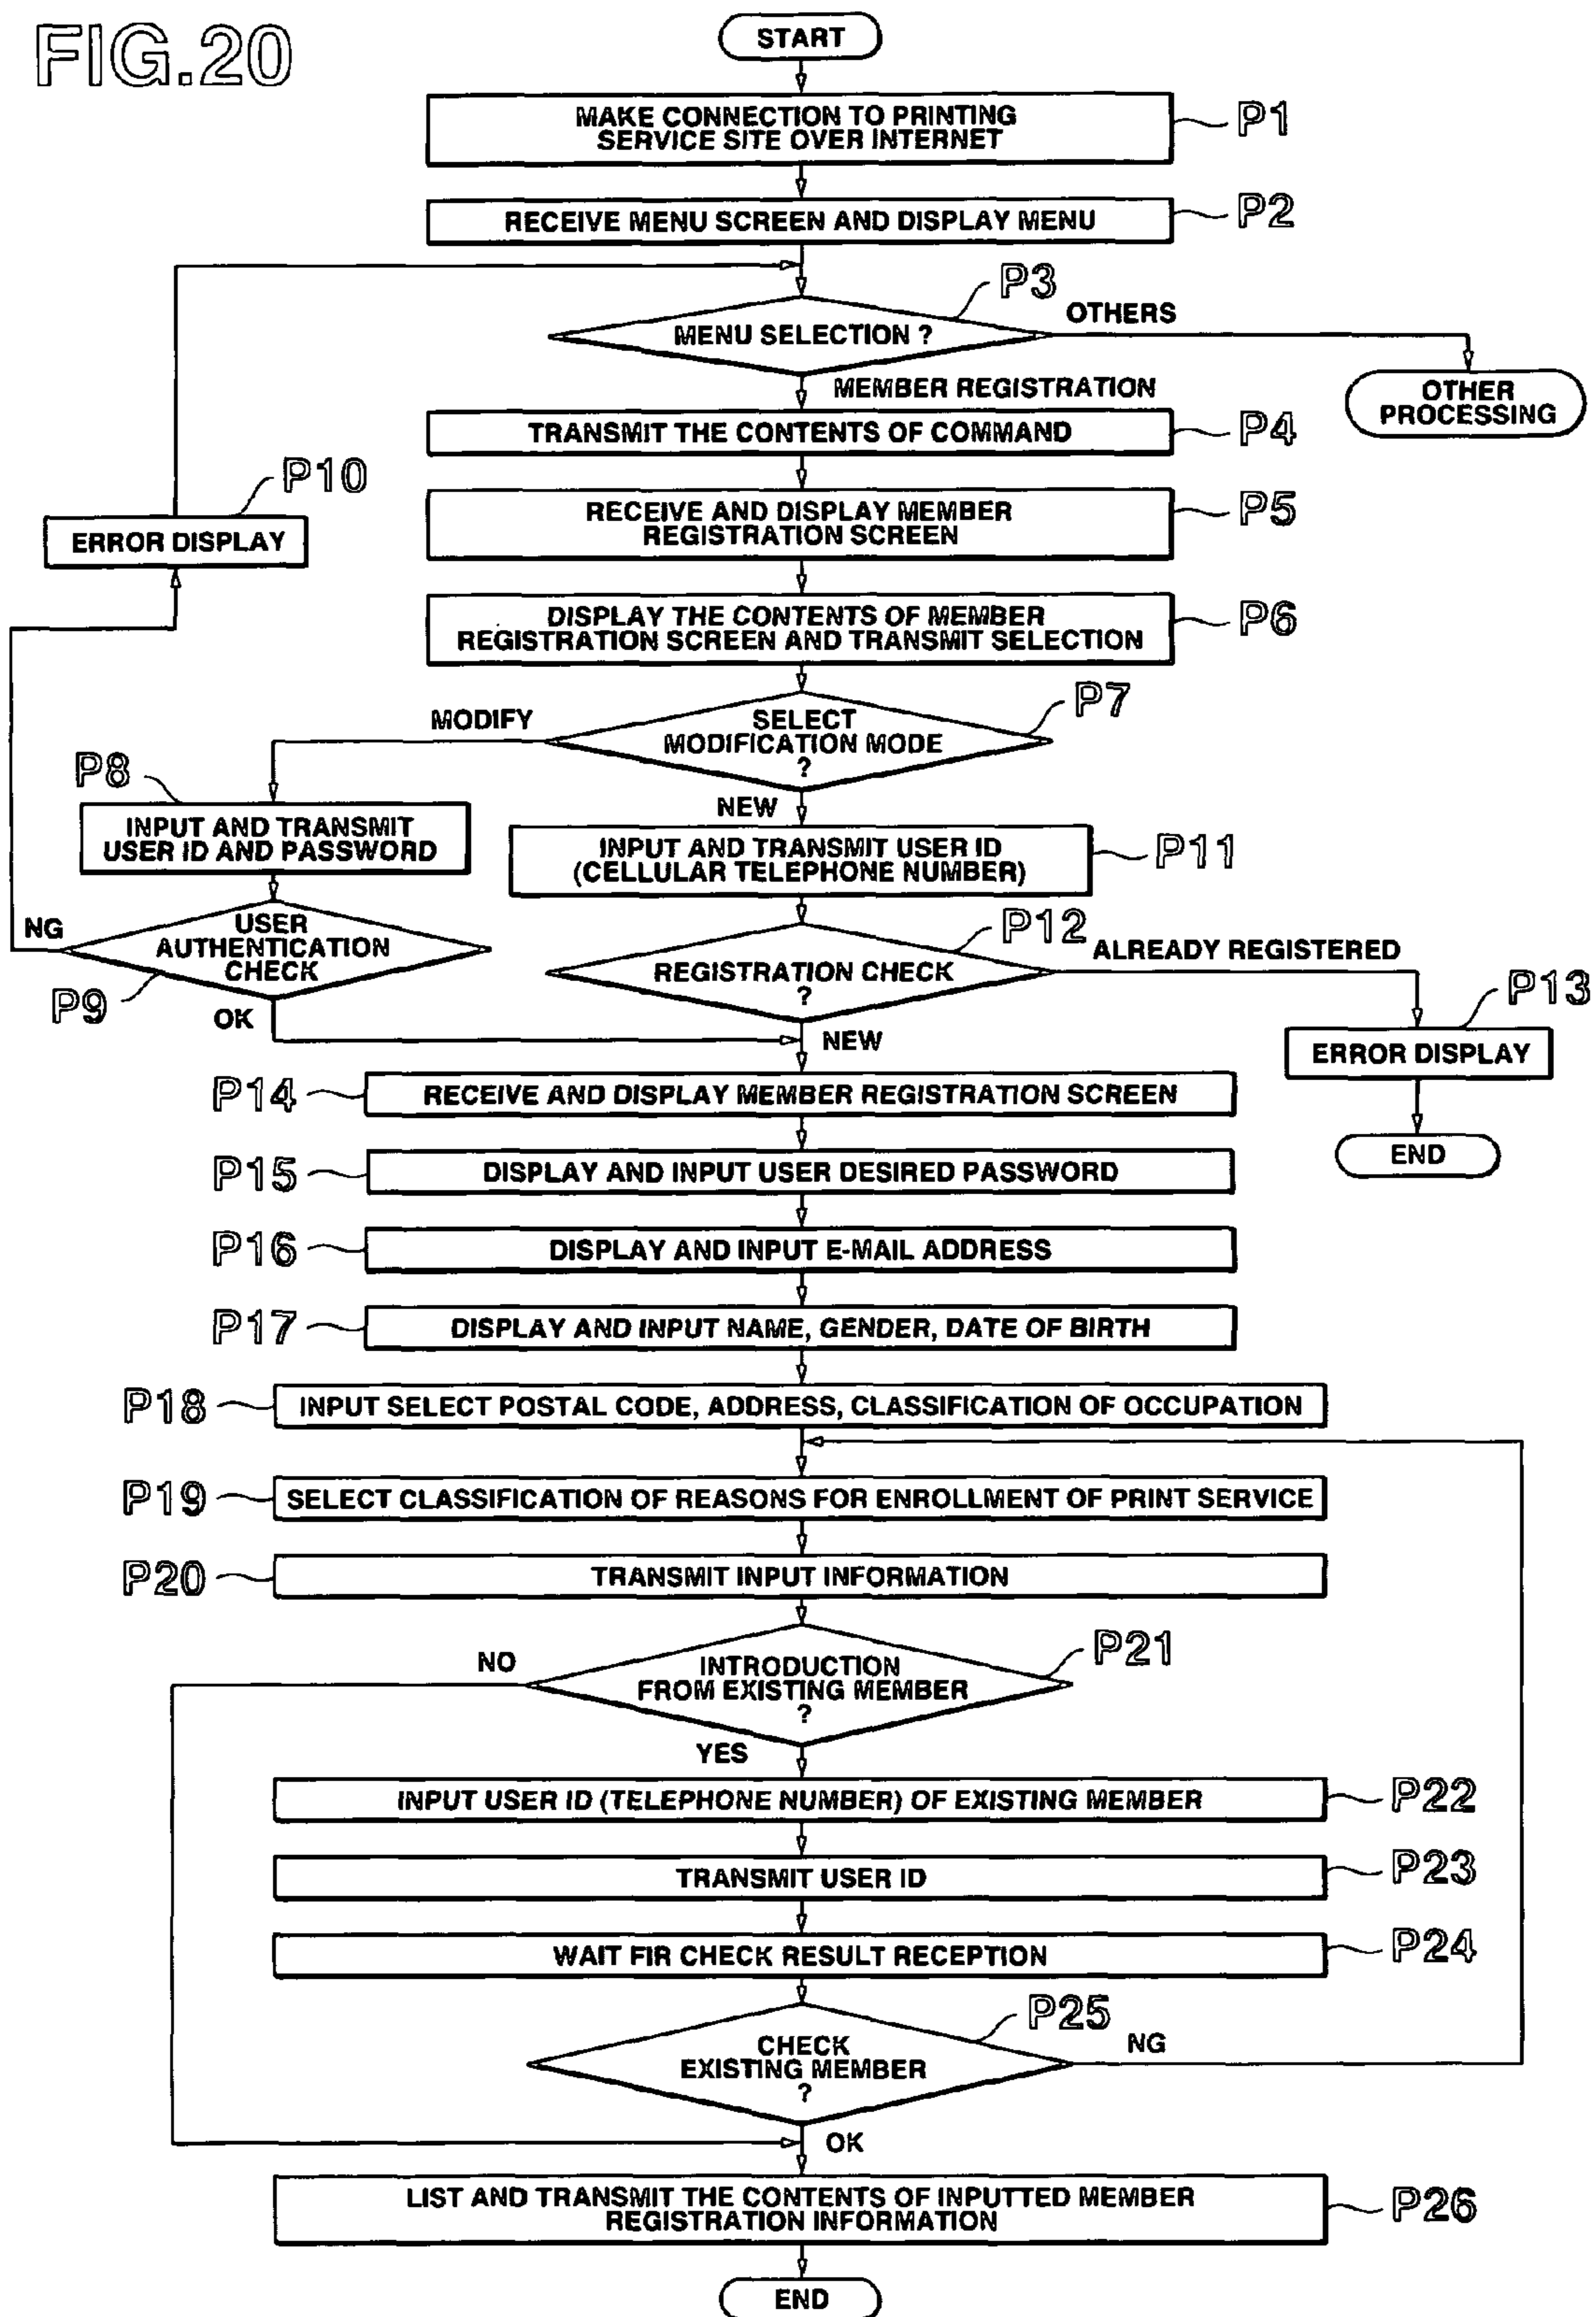 FIG.20
START
MAKE CONNECTION TO PRINTING
SERVICE SITE OVER INTERNET
P1
RECEIVE MENU SCREEN AND DISPLAY MENU
P2
P3
MENU SELECTION ?
OTHERS
OTHER
PROCESSING
MEMBER REGISTRATION
TRANSMIT THE CONTENTS OF COMMAND
P4
P10
ERROR DISPLAY
RECEIVE AND DISPLAY MEMBER
REGISTRATION SCREEN
P5
DISPLAY THE CONTENTS OF MEMBER
REGISTRATION SCREEN AND TRANSMIT SELECTION
P6
P7
MODIFY
SELECT
MODIFICATION MODE
?
P8
INPUT AND TRANSMIT
USER ID AND PASSWORD
NEW
INPUT AND TRANSMIT USER ID
(CELLULAR TELEPHONE NUMBER)
P11
NG
USER
AUTHENTICATION
CHECK
P9
OK
P12
REGISTRATION CHECK
?
ALREADY REGISTERED
P13
ERROR DISPLAY
END
NEW
P14
RECEIVE AND DISPLAY MEMBER REGISTRATION SCREEN
P15
DISPLAY AND INPUT USER DESIRED PASSWORD
P16
DISPLAY AND INPUT E-MAIL ADDRESS
P17
DISPLAY AND INPUT NAME, GENDER, DATE OF BIRTH
P18
INPUT SELECT POSTAL CODE, ADDRESS, CLASSIFICATION OF OCCUPATION
P19
SELECT CLASSIFICATION OF REASONS FOR ENROLLMENT OF PRINT SERVICE
P20
TRANSMIT INPUT INFORMATION
NO
INTRODUCTION
FROM EXISTING MEMBER
?
P21
YES
INPUT USER ID (TELEPHONE NUMBER) OF EXISTING MEMBER
P22
TRANSMIT USER ID
P23
WAIT FIR CHECK RESULT RECEPTION
P24
P25
CHECK
EXISTING MEMBER
?
NG
OK
LIST AND TRANSMIT THE CONTENTS OF INPUTTED MEMBER
REGISTRATION INFORMATION
P26
END